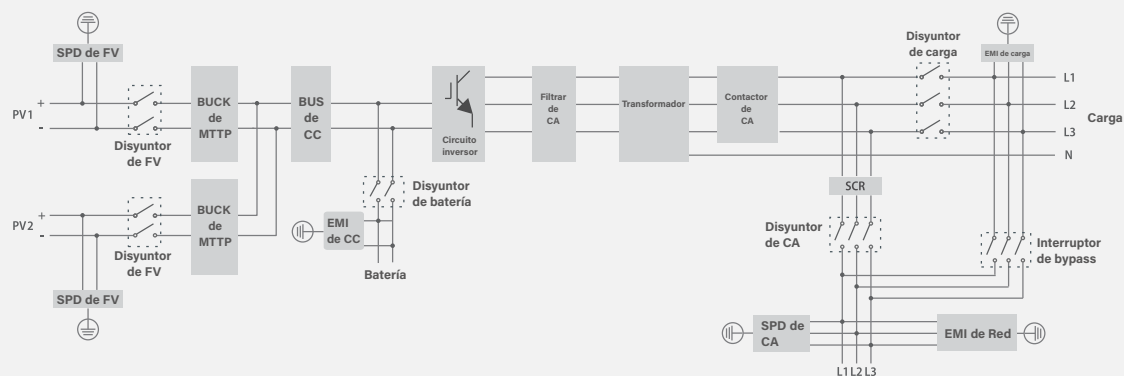 SPD de FV
PV1
+
-
Disyuntor
de FV
BUCK
de
MTTP
BUS
de
CC
Circuito
inversor
Filtrar
de
CA
Transformador
Contactor
de
CA
Disyuntor
de carga
EMI de carga
L1
L2
L3
N
Carga
PV2
+
-
Disyuntor
de FV
BUCK
de
MTTP
SPD de FV
Disyuntor
de batería
EMI
de CC
Batería
SCR
Disyuntor
de CA
Interruptor
de bypass
SPD de
CA
EMI de Red
L1 L2 L3